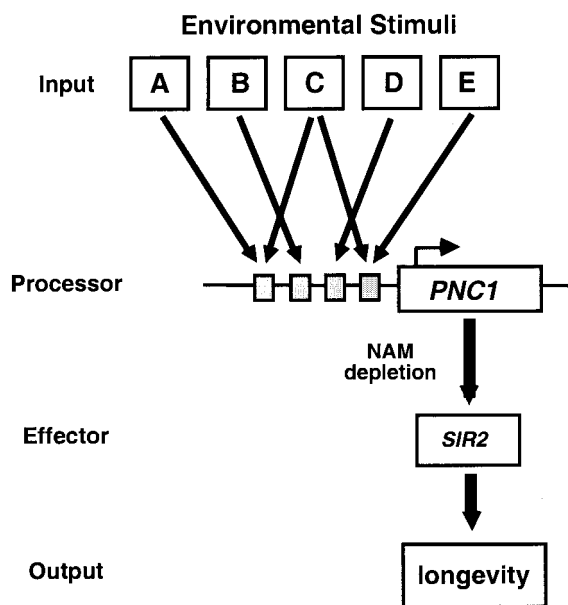 Environmental Stimuli
Input A B C D E
Processor PNC1
NAM
depletion
Effector SIR2
Output longevity